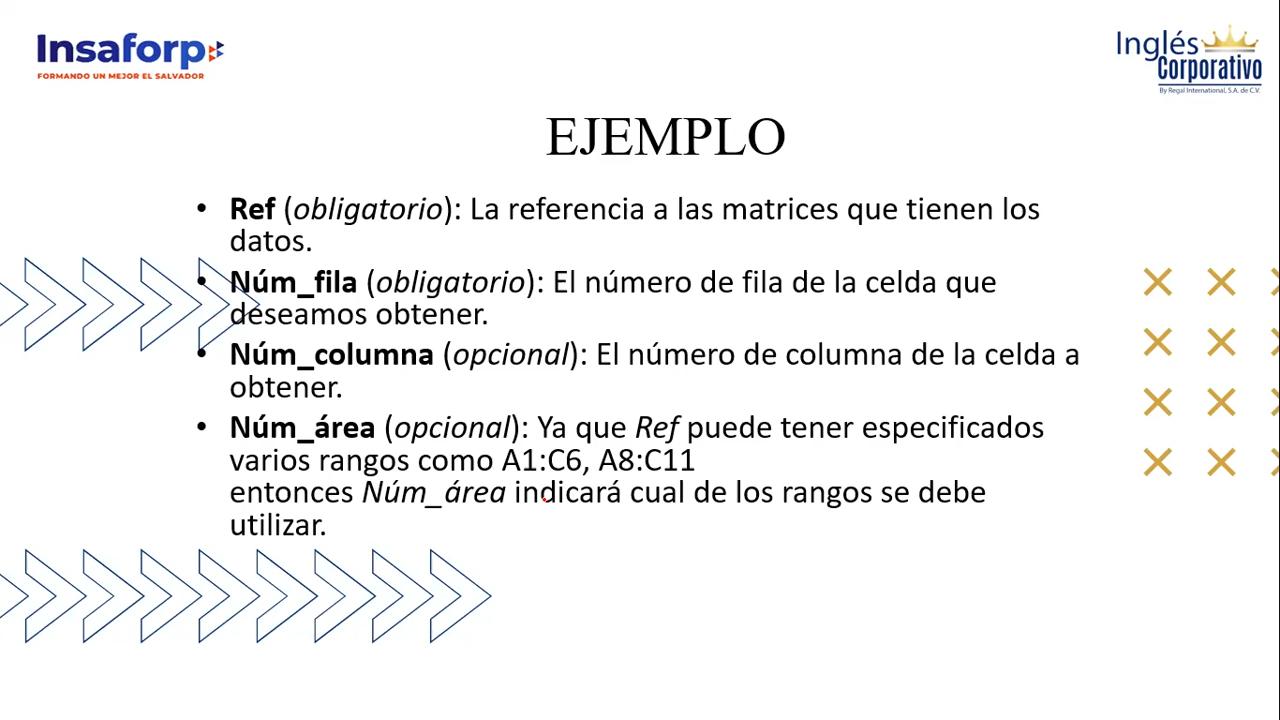 Insaforp
FORMANDO UN MEJOR EL SALVADOR
Inglés
Corporativo
By Regal International, S.A. de C.V.
EJEMPLO
• Ref (obligatorio): La referencia a las matrices que tienen los
datos.
• Núm_fila (obligatorio): El número de fila de la celda que
deseamos obtener.
• Núm_columna (opcional): El número de columna de la celda a
obtener.
• Núm_área (opcional): Ya que Ref puede tener especificados
varios rangos como A1:C6, A8:C11
entonces Núm_área indicará cual de los rangos se debe
utilizar.